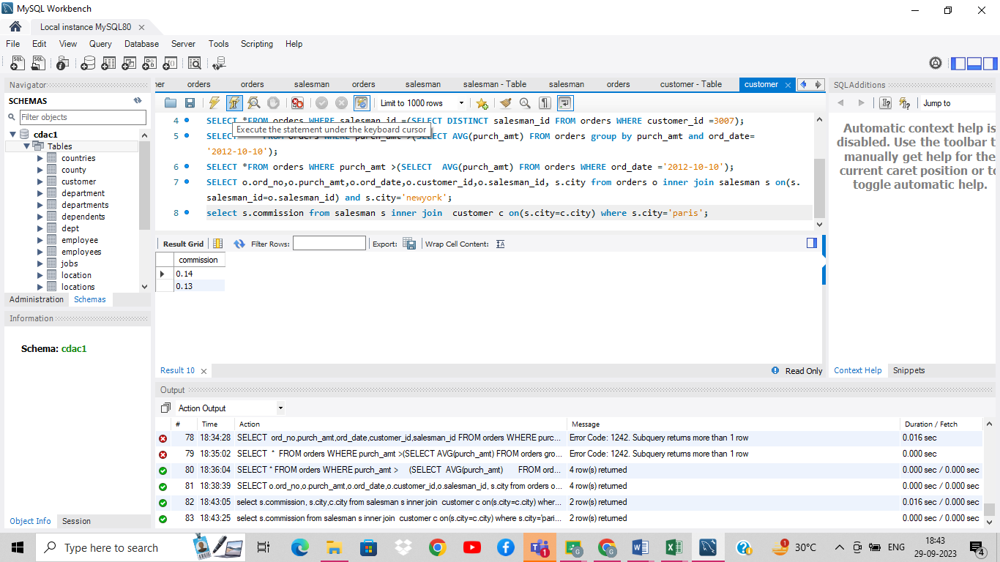 MySQL Workbench
Local instance MySQL80
File Edit View Query Database Server Tools Scripting Help
Navigator
SCHEMAS
Filter objects
cdac1
Tables
countries
county
customer
department
departments
dependents
dept
employee
employees
jobs
location
locations
Administration Schemas
Information
Schema: cdac1
Object Info Session
ner orders orders salesman orders salesman salesman - Table salesman orders customer - Table customer
Limit to 1000 rows
4 SELECT *FROM orders WHERE salesman_id =(SELECT DISTINCT salesman_id FROM orders WHERE customer_id =3007);
Execute the statement under the keyboard cursor
5 SELECT FROM orders WHERE purch_amt >(SELECT AVG(purch_amt) FROM orders group by purch_amt and ord_date=
'2012-10-10');
6 SELECT *FROM orders WHERE purch_amt >(SELECT AVG(purch_amt) FROM orders WHERE ord_date ='2012-10-10');
7 SELECT o.ord_no,o.purch_amt,o.ord_date,o.customer_id,o.salesman_id, s.city from orders o inner join salesman s on(s.
salesman_id=o.salesman_id) and s.city='newyork';
8 select s.commission from salesman s inner join customer c on(s.city=c.city) where s.city='paris';
Result Grid Filter Rows: Export: Wrap Cell Content:
commission
0.14
0.13
Result 10
Read Only
Output
Action Output
# Time Action Message Duration / Fetch
78 18:34:28 SELECT ord_no,purch_amt,ord_date,customer_id,salesman_id FROM orders WHERE purc... Error Code: 1242. Subquery returns more than 1 row 0.016 sec
79 18:35:02 SELECT * FROM orders WHERE purch_amt >(SELECT AVG(purch_amt) FROM orders gro... Error Code: 1242. Subquery returns more than 1 row 0.000 sec
80 18:36:04 SELECT * FROM orders WHERE purch_amt > (SELECT AVG(purch_amt) FROM ord... 4 row(s) returned 0.000 sec / 0.000 sec
81 18:38:39 SELECT o.ord_no,o.purch_amt,o.ord_date,o.customer_id,o.salesman_id, s.city from orders o... 4 row(s) returned 0.000 sec / 0.000 sec
82 18:43:05 select s.commission, s.city,c.city from salesman s inner join customer c on(s.city=c.city) wher... 2 row(s) returned 0.016 sec / 0.000 sec
83 18:43:25 select s.commission from salesman s inner join customer c on(s.city=c.city) where s.city='pari... 2 row(s) returned 0.000 sec / 0.000 sec
SQLAdditions
Jump to
Automatic context help is
disabled. Use the toolbar t
manually get help for the
current caret position or to
toggle automatic help.
Context Help Snippets
Type here to search
30°C
ENG
18:43
29-09-2023
4